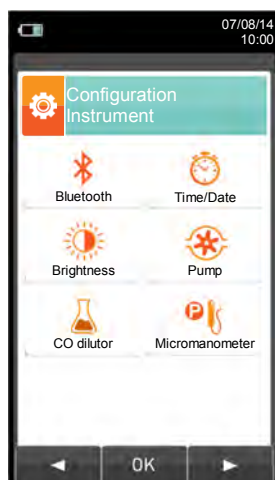 07/08/14
10:00
Configuration
Instrument
Bluetooth
Time/Date
Brightness
Pump
CO dilutor
P
Micromanometer
OK